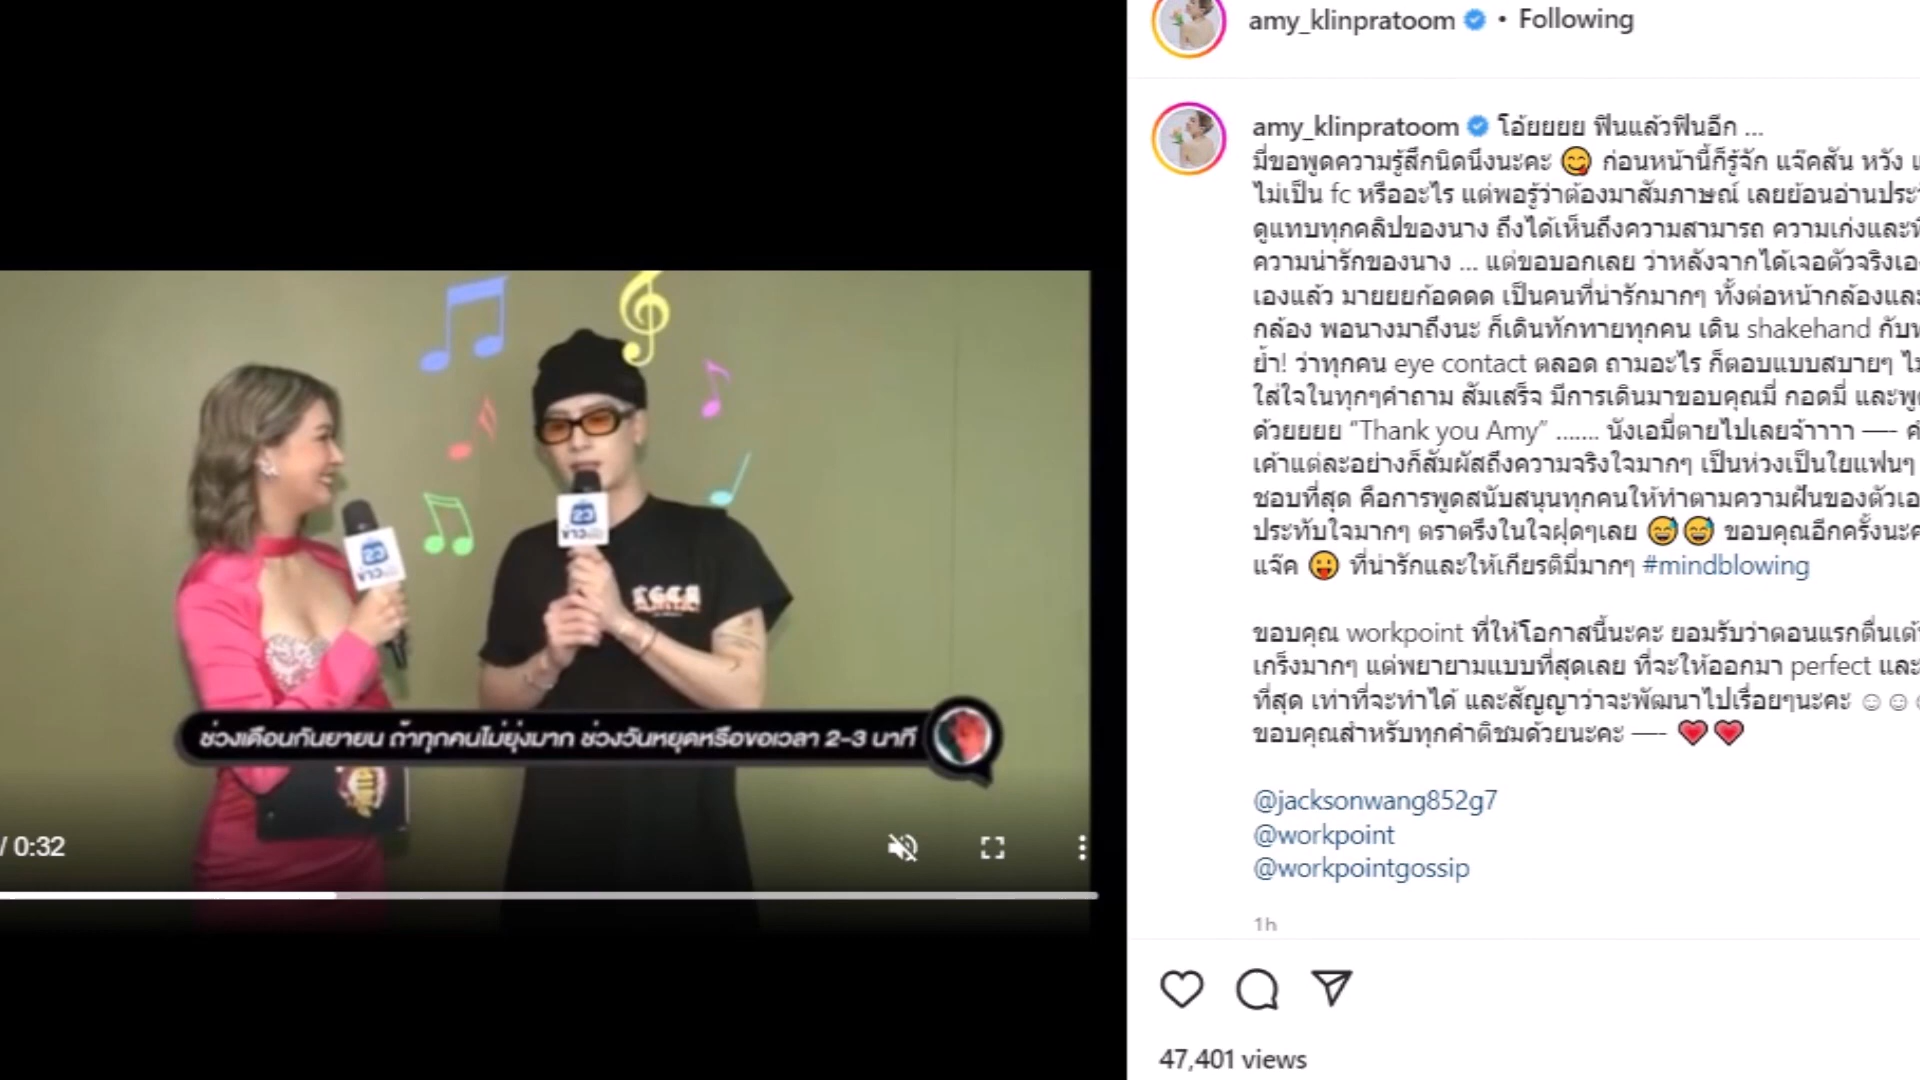 amy_klinpratoom • Following
amy_klinpratoom โอ้ยยยย ฟินแล้วฟินอีก ...
มี่ขอพูดความรู้สึกนิดนึงนะคะ 😋 ก่อนหน้านี้ก็รู้จัก แจ๊คสัน หวัง
ไม่เป็น fc หรืออะไร แต่พอรู้ว่าต้องมาสัมภาษณ์ เลยย้อนอ่าน
ดูแทบทุกคลิปของนาง ถึงได้เห็นถึงความสามารถ ความเก่งและ
ความน่ารักของนาง ... แต่ขอบอกเลย ว่าหลังจากได้เจอตัวจริง
เองแล้ว มายยยก้อดดด เป็นคนที่น่ารักมากๆ ทั้งต่อหน้ากล้องและ
กล้อง พอนางมาถึงนะ ก็เดินทักทายทุกคน เดิน shakehand กับ
ย้ำ! ว่าทุกคน eye contact ตลอด ถามอะไร ก็ตอบแบบสบายๆ
ใส่ใจในทุกๆคำถาม สัมเสร็จ มีการเดินมาขอบคุณมี่ กอดมี่ และ
ด้วยยยย “Thank you Amy” ....... นังเอมี่ตายไปเลยจ้าาาา —-
เค้าแต่ละอย่างก็สัมผัสถึงความจริงใจมากๆ เป็นห่วงเป็นใยแฟนๆ
ชอบที่สุด คือการพูดสนับสนุนทุกคนให้ทำตามความฝันของ
ประทับใจมากๆ ตราตรึงในใจฝุดๆเลย 😅😅 ขอบคุณอีกครั้งนะ
แจ๊ค 😛 ที่น่ารักและให้เกียรติมี่มากๆ #mindblowing
ขอบคุณ workpoint ที่ให้โอกาสนี้นะคะ ยอมรับว่าตอนแรก
เกร็งมากๆ แต่พยายามแบบที่สุดเลย ที่จะให้ออกมา perfect และ
ที่สุด เท่าที่จะทำได้ และสัญญาว่าจะพัฒนาไปเรื่อยๆนะคะ ☺☺
ขอบคุณสำหรับทุกคำติชมด้วยนะคะ —- ❤️❤️
@jacksonwang852g7
@workpoint
@workpointgossip
1h
47,401 views
23
ข่าว
23
ข่าว
ช่วงเดือนกันยายน ถ้าทุกคนไม่ยุ่งมาก ช่วงวันหยุดหรือขอเวลา 2-3 นาที
/ 0:32